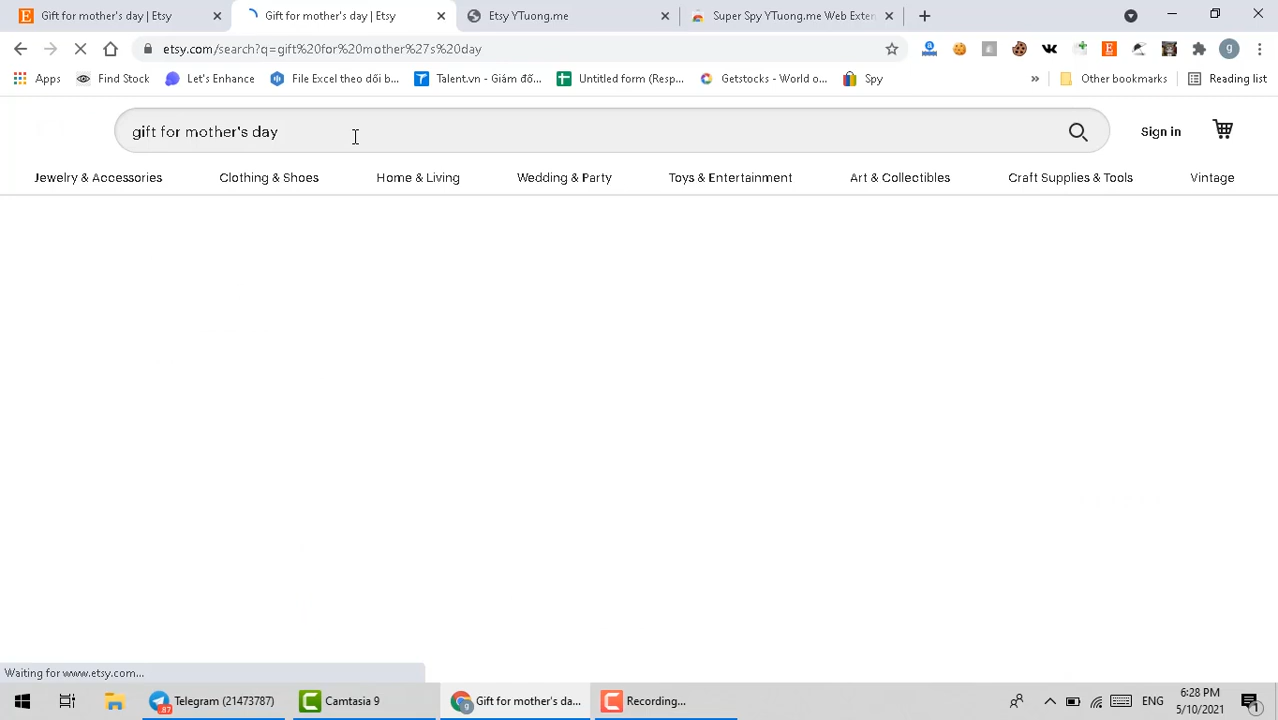 Gift for mother's day | Etsy
Gift for mother's day | Etsy
Etsy YTuong.me
Super Spy YTuong.me Web Exten
etsy.com/search?q=gift%20for%20mother%27s%20day
Apps
Find Stock
Let's Enhance
File Excel theo dõi b...
Talent.vn - Giám đố...
Untitled form (Resp...
Getstocks - World o...
Spy
»
Other bookmarks
Reading list
gift for mother's day
Sign in
Jewelry & Accessories
Clothing & Shoes
Home & Living
Wedding & Party
Toys & Entertainment
Art & Collectibles
Craft Supplies & Tools
Vintage
Waiting for www.etsy.com...
Telegram (21473787)
Camtasia 9
Gift for mother's da...
Recording...
ENG
6:28 PM
5/10/2021